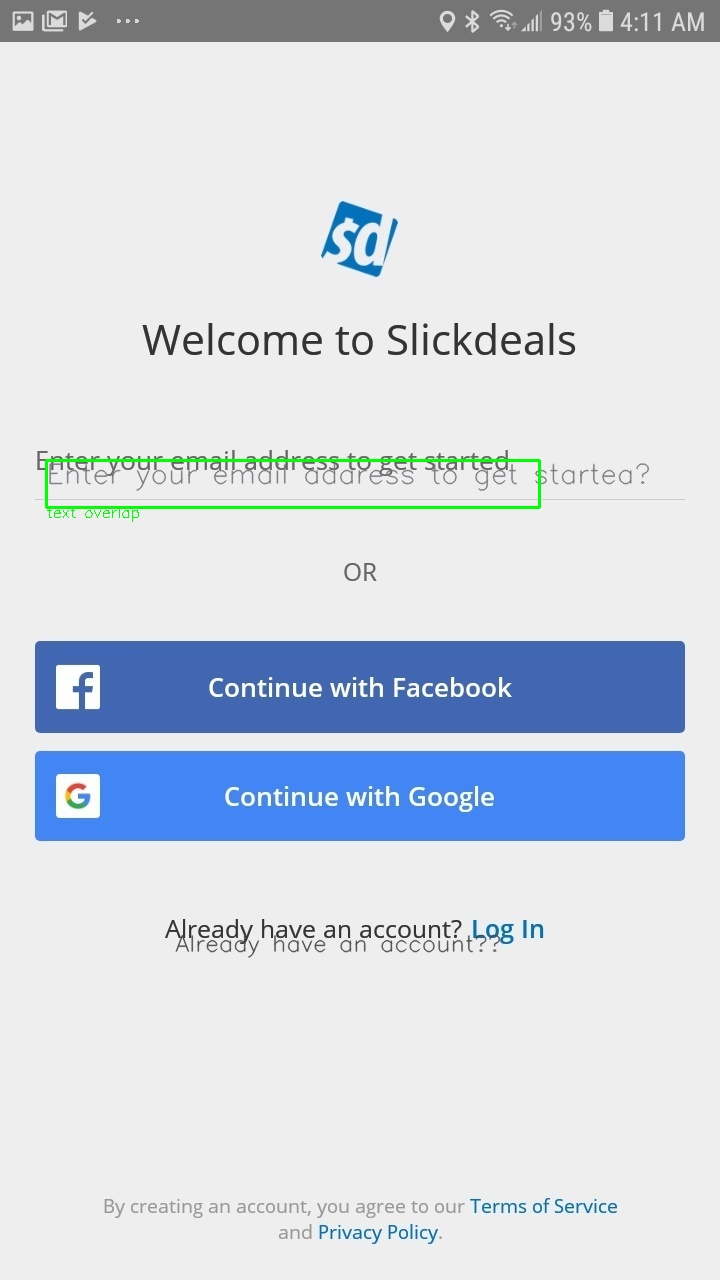 93% 4:11 AM
sd
Welcome to Slickdeals
Enter your email address to get started
Enter your email address to get startea?
text overlap
OR
Continue with Facebook
Continue with Google
Already have an account? Log In
Already have an account??
By creating an account, you agree to our Terms of Service
and Privacy Policy.